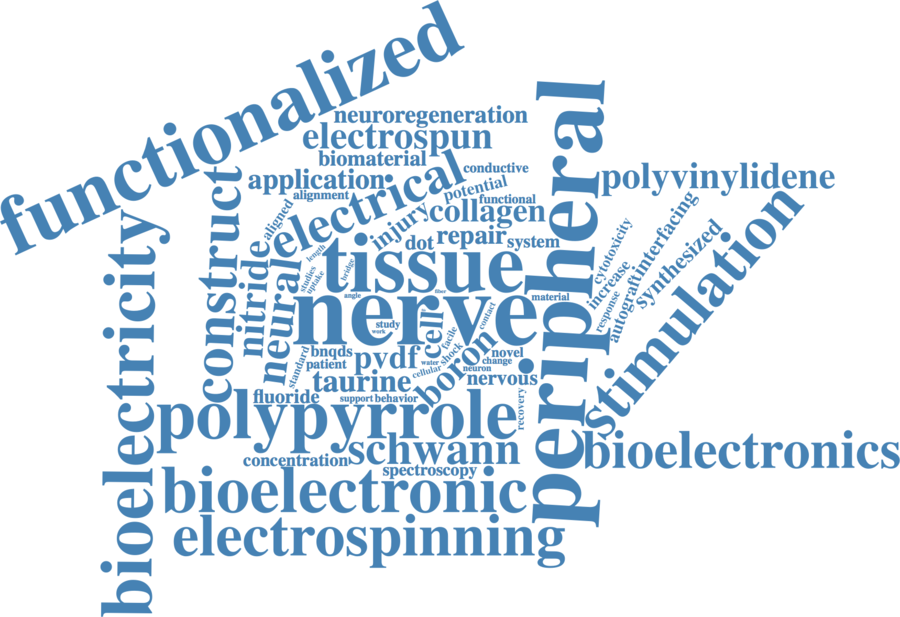 functionalized
neuroregeneration
electrospun
biomaterial
conductive
application
electrical
potential
alignment
functional
peripheral
polyvinylidene
aligned
injury
collagen
construct
nitride
neural
length
studies
uptake
bridge
dot
repair
system
tissue
cytotoxicity
interfacing
increase
synthesized
response
autograft
stimulation
bioelectricity
angle
fiber
material
nerve
study
work
cell
facile
contact
shock
boron
standard
bnqds
patient
pvdf
water
cellular
novel
change
neuron
taurine
nervous
fluoride
support
behavior
recovery
polypyrrole
schwann
bioelectronics
concentration
spectroscopy
bioelectronic
electrospinning